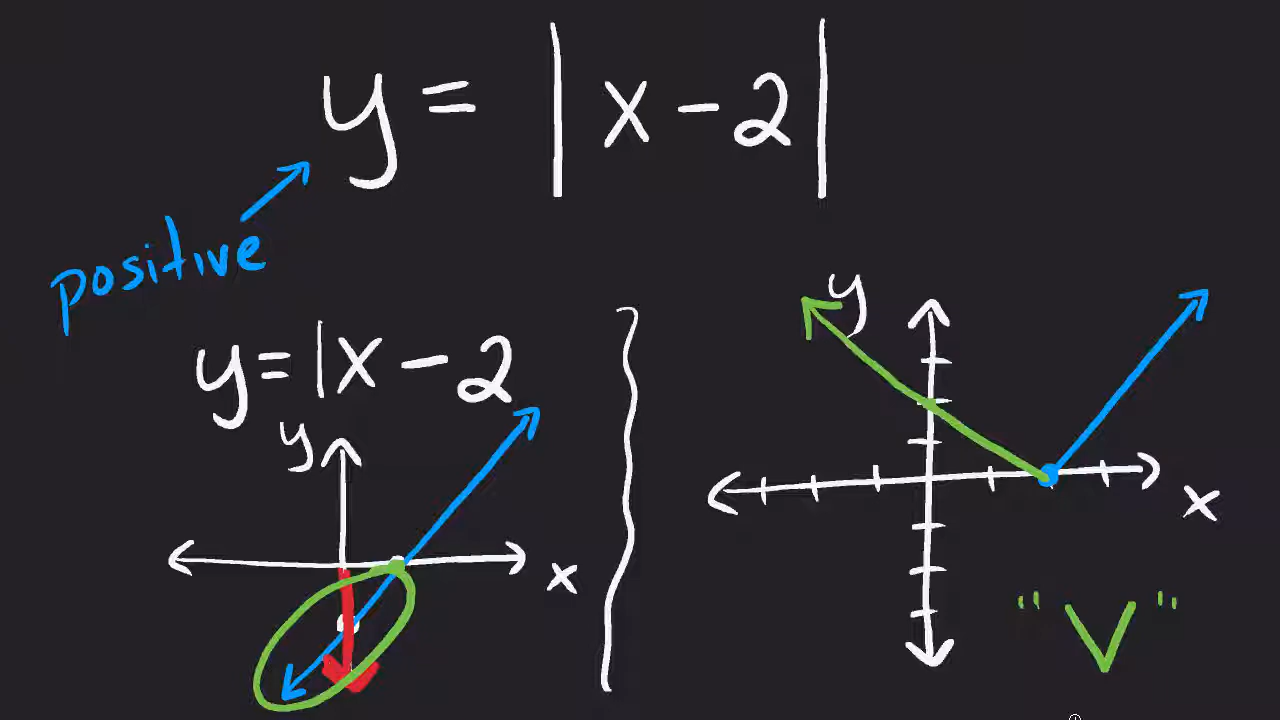 y = |x - 2|
positive
y = |x - 2
y
x
y
x
"V"